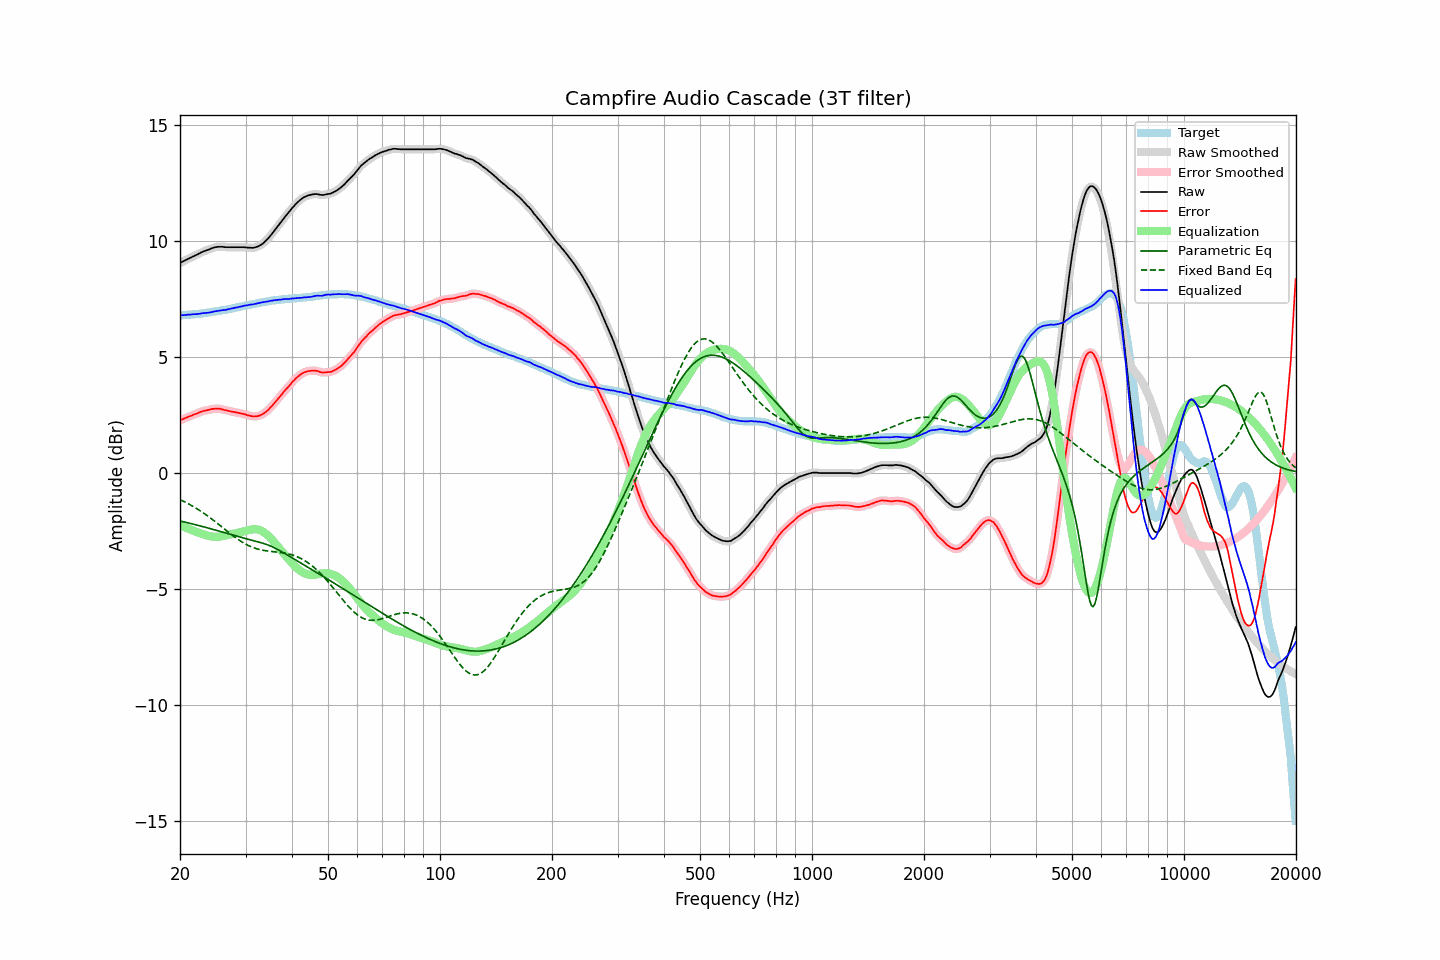 Campfire Audio Cascade (3T filter)
15
10
5
0
−5
−10
−15
Amplitude (dBr)
Target
Raw Smoothed
Error Smoothed
Raw
Error
Equalization
Parametric Eq
Fixed Band Eq
Equalized
20 50 100 200 500 1000 2000 5000 10000 20000
Frequency (Hz)